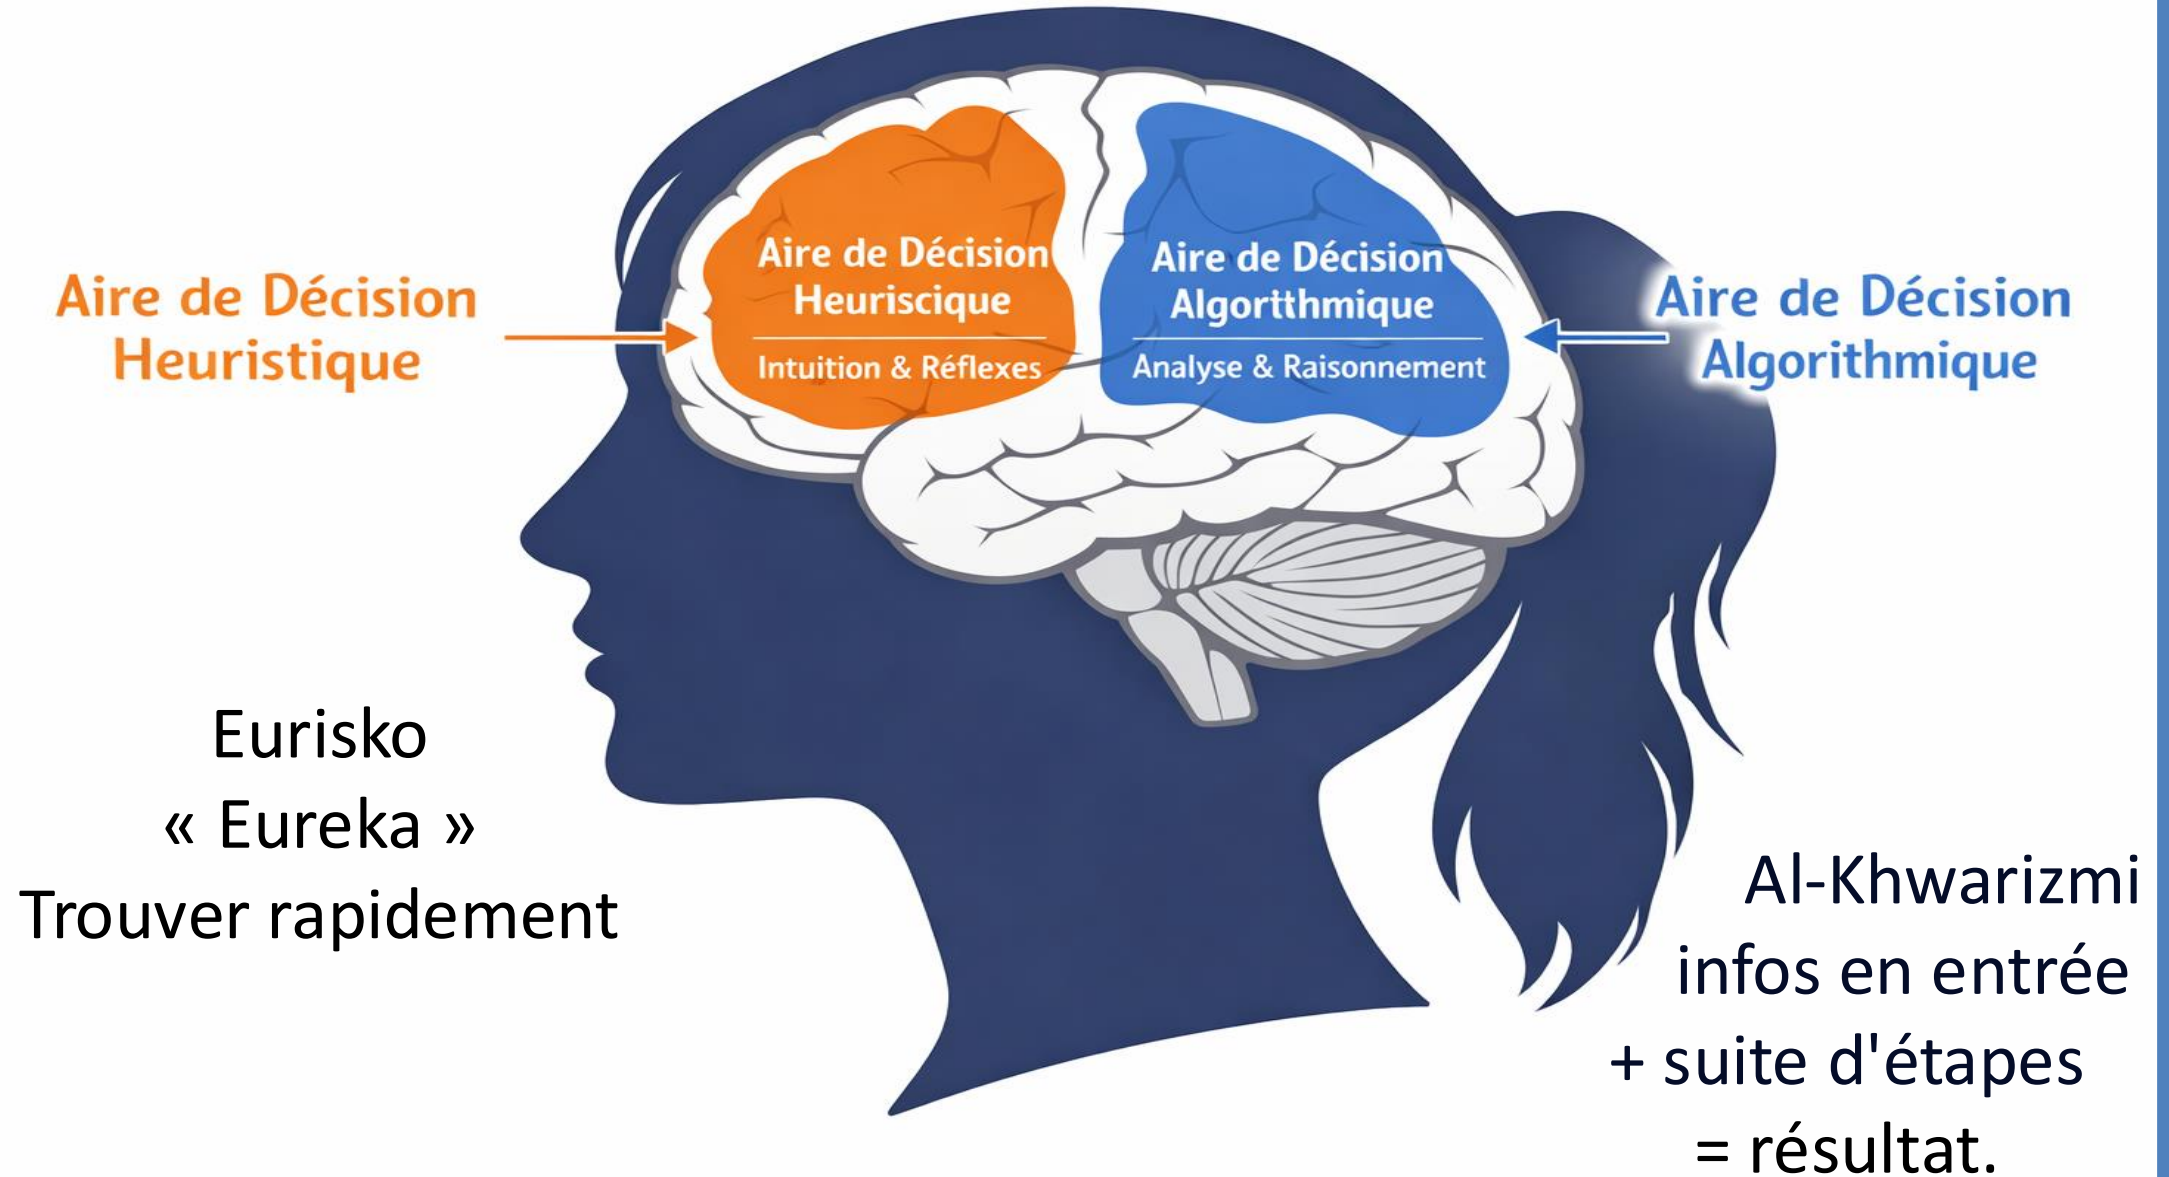 Aire de Décision
Heuristique
Aire de Décision
Heuriscique
Intuition & Réflexes
Aire de Décision
Algortthmique
Analyse & Raisonnement
Aire de Décision
Algorithmique
Eurisko
« Eureka »
Trouver rapidement
Al-Khwarizmi
infos en entrée
+ suite d'étapes
= résultat.